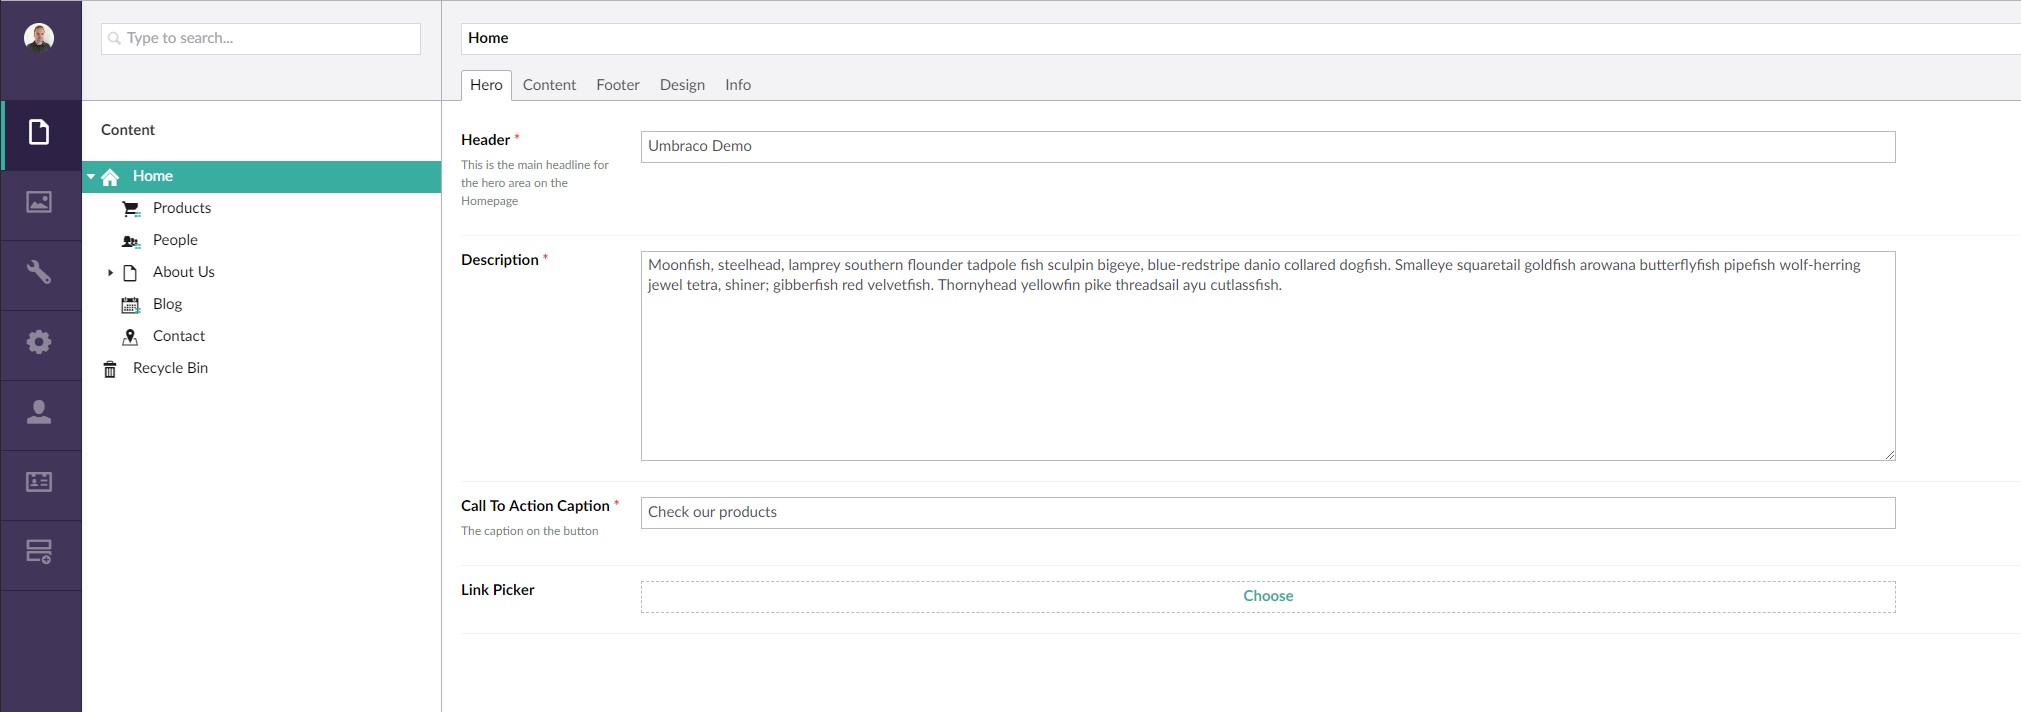 Type to search...
Home
Hero Content Footer Design Info
Content
Home
Products
People
About Us
Blog
Contact
Recycle Bin
Header *
This is the main headline for
the hero area on the
Homepage
Umbraco Demo
Description *
Moonfish, steelhead, lamprey southern flounder tadpole fish sculpin bigeye, blue-redstripe danio collared dogfish. Smalleye squaretail goldfish arowana butterflyfish pipefish wolf-herring
jewel tetra, shiner; gibberfish red velvetfish. Thornyhead yellowfin pike threadsail ayu cutlassfish.
Call To Action Caption *
The caption on the button
Check our products
Link Picker
Choose